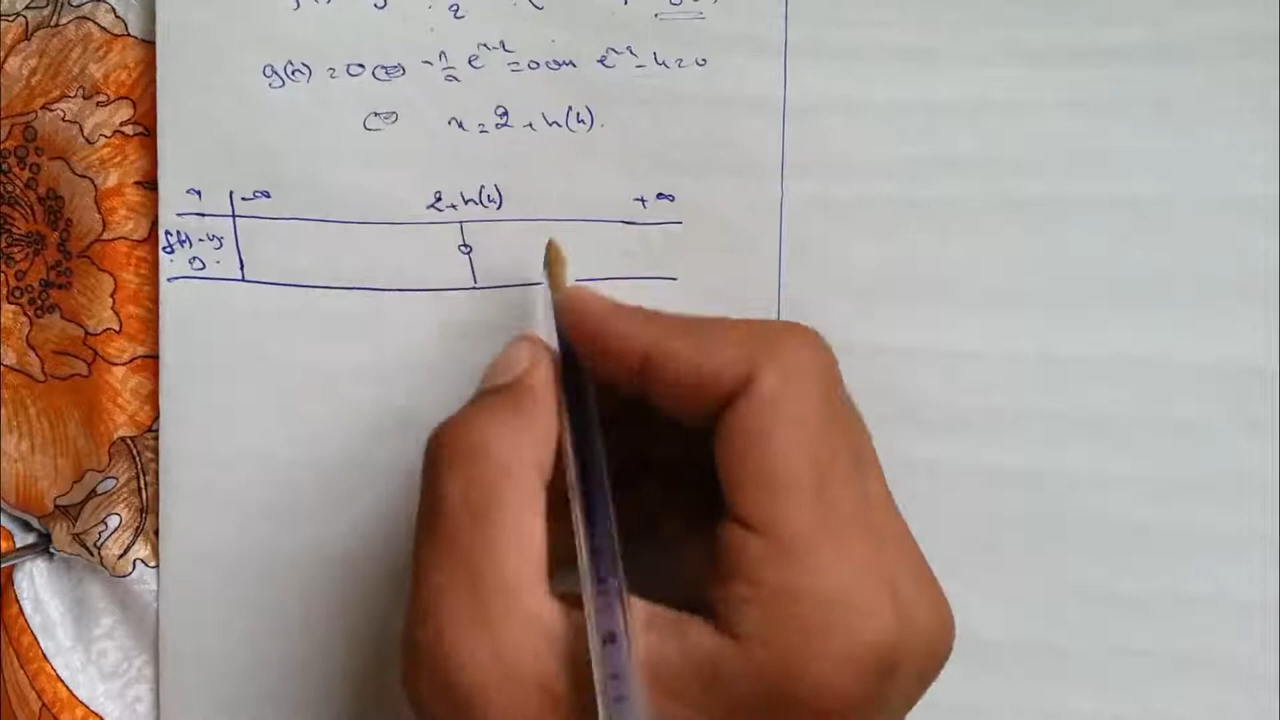 g(x) = 0 ⇔ -1/2 e^{x-2} = 0 ou e^{x-2} - 4 = 0
⇔ x = 2 + ln(4).
x -∞ 2 + ln(4) +∞
f(x) - y
0